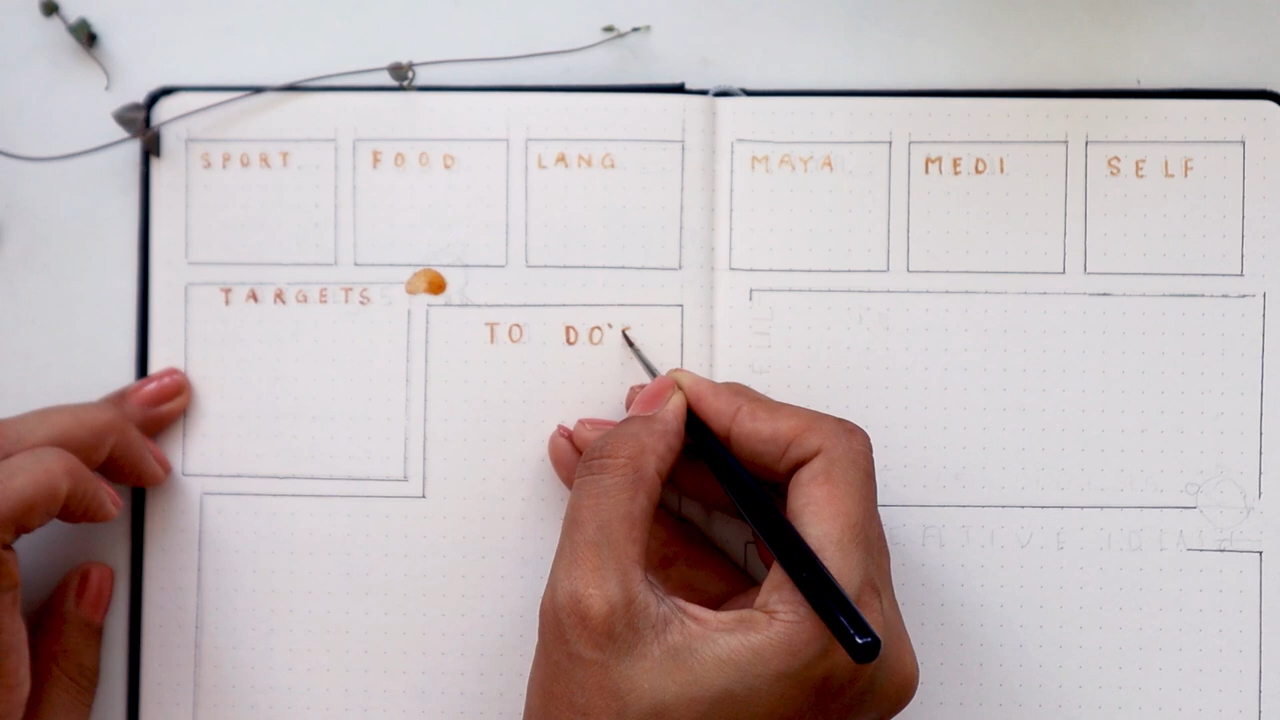 SPORT
FOOD
LANG
MAYA
MEDI
SELF
TARGETS
TO DO's